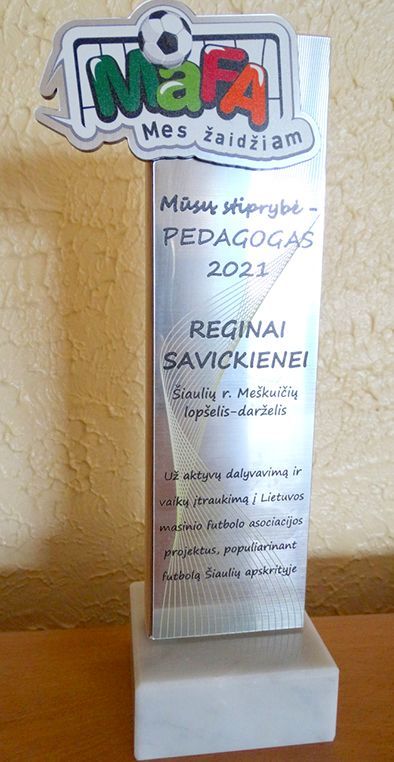 MaFA
Mes žaidžiam
Mūsų stiprybė -
PEDAGOGAS
2021
REGINAI
SAVICKIENEI
Šiaulių r. Meškuičių
lopšelis-darželis
Už aktyvų dalyvavimą ir
vaikų įtraukimą į Lietuvos
masinio futbolo asociacijos
projektus, populiarinant
futbolą Šiaulių apskrityje